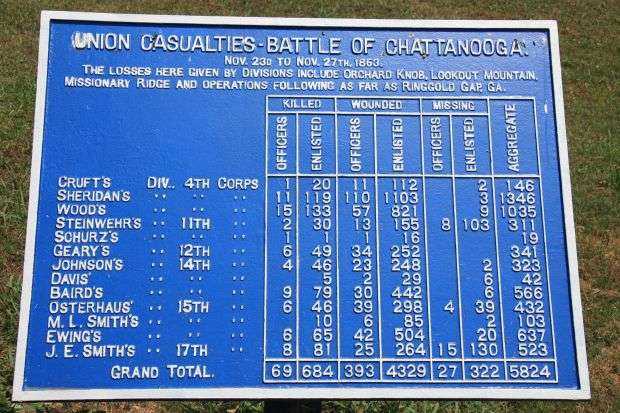 UNION CASUALTIES - BATTLE OF CHATTANOOGA.
NOV. 23D TO NOV. 27TH, 1863.
THE LOSSES HERE GIVEN BY DIVISIONS INCLUDE ORCHARD KNOB, LOOKOUT MOUNTAIN,
MISSIONARY RIDGE AND OPERATIONS FOLLOWING AS FAR AS RINGGOLD GAP, GA.
KILLED WOUNDED MISSING
OFFICERS ENLISTED OFFICERS ENLISTED OFFICERS ENLISTED AGGREGATE
CRUFT'S DIV. 4TH CORPS 1 20 11 112 2 146
SHERIDAN'S " " " 11 119 110 1103 3 1346
WOOD'S " " " 15 133 57 821 9 1035
STEINWEHR'S " 11TH " 2 30 13 155 8 103 311
SCHURZ'S " " " 1 1 1 16 19
GEARY'S " 12TH " 6 49 34 252 341
JOHNSON'S " 14TH " 4 46 23 248 2 323
DAVIS' " " " 5 2 29 6 42
BAIRD'S " " " 9 79 30 442 6 566
OSTERHAUS' " 15TH " 6 46 39 298 4 39 432
M. L. SMITH'S " " " 10 6 85 2 103
EWING'S " " " 6 65 42 504 20 637
J. E. SMITH'S " 17TH " 8 81 25 264 15 130 523
GRAND TOTAL. 69 684 393 4329 27 322 5824